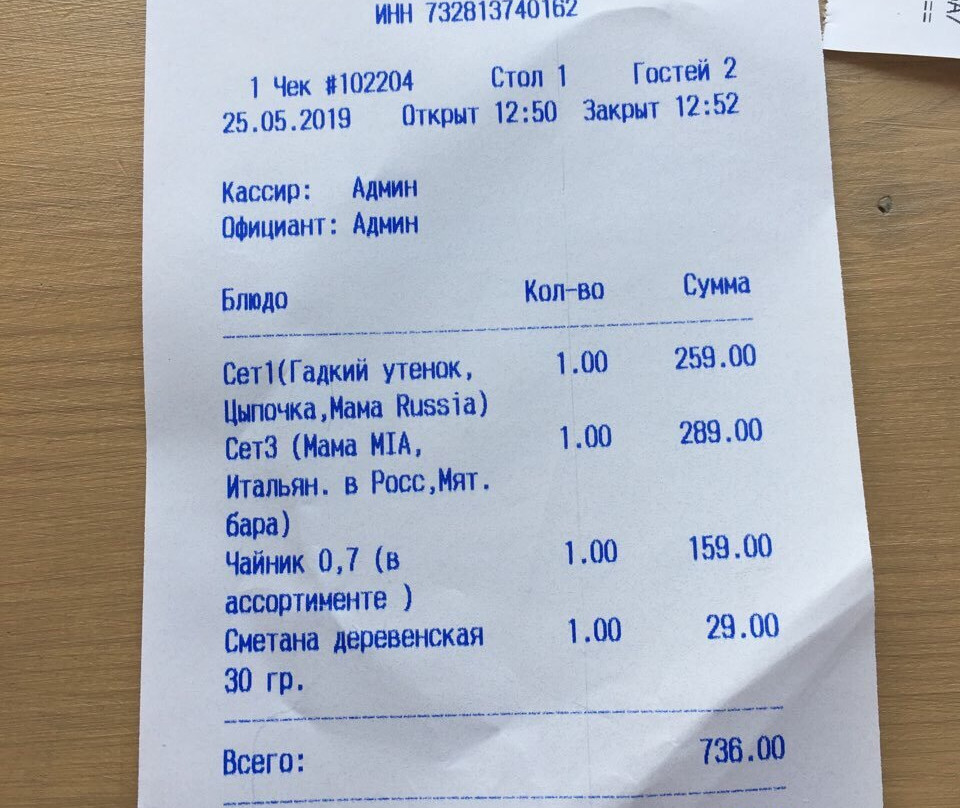 ИНН 732813740162
1 Чек #102204 Стол 1 Гостей 2
25.05.2019 Открыт 12:50 Закрыт 12:52
Кассир: Админ
Официант: Админ
Блюдо Кол-во Сумма
Сет1(Гадкий утенок, 1.00 259.00
Цыпочка,Мама Russia)
Сет3 (Мама MIA, 1.00 289.00
Итальян. в Росс,Мят.
бара)
Чайник 0,7 (в 1.00 159.00
ассортименте )
Сметана деревенская 1.00 29.00
30 гр.
Всего: 736.00